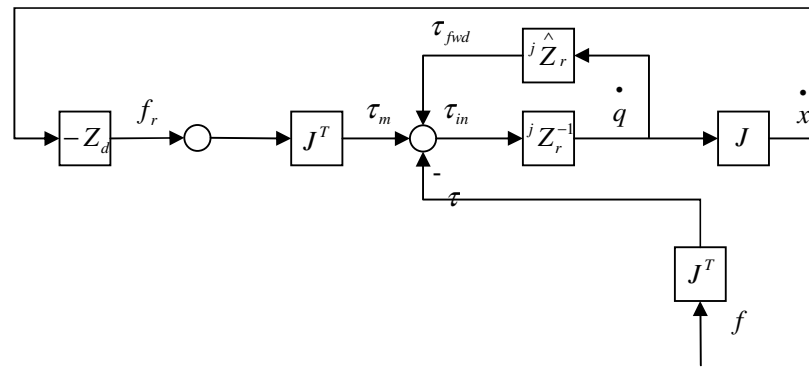 τ_fwd
^j Ẑ_r
−Z_d
f_r
J^T
τ_m
τ_in
^j Z_r^{-1}
q̇
J
ẋ
-
τ
J^T
f